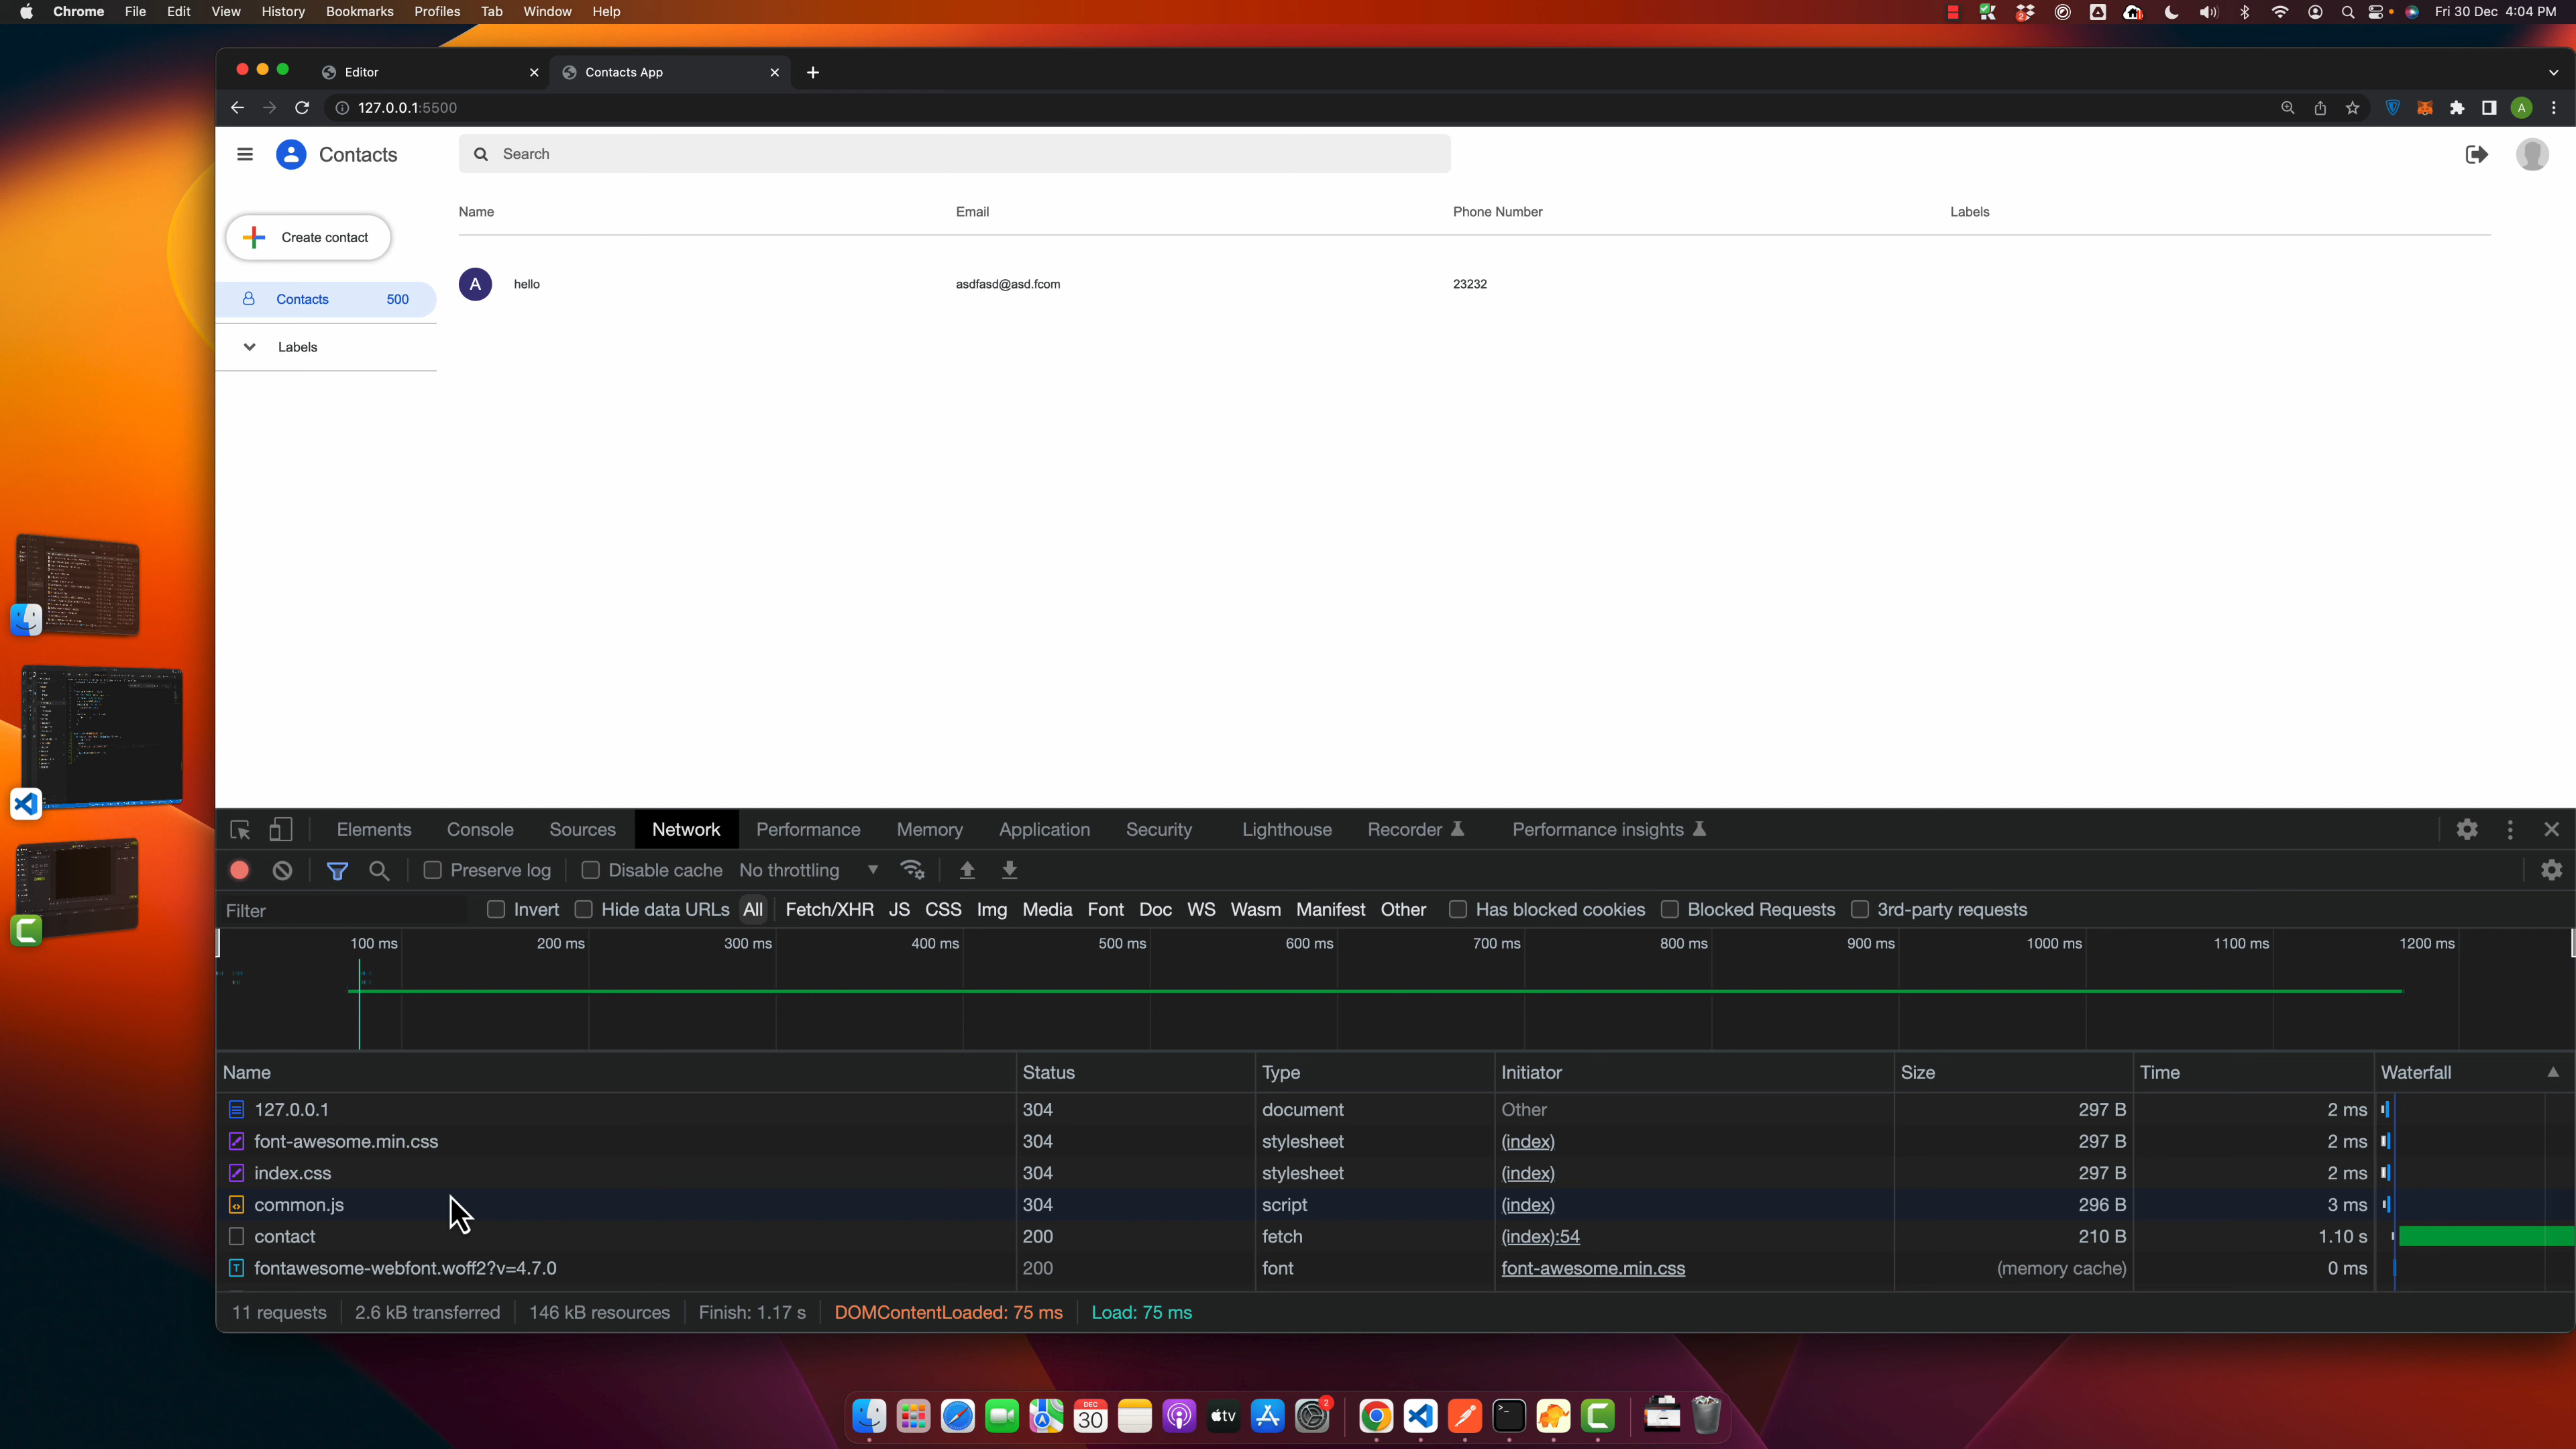 Chrome File Edit View History Bookmarks Profiles Tab Window Help Fri 30 Dec 4:04 PM
Editor Contacts App
127.0.0.1:5500 A
Contacts Search
Name Email Phone Number Labels
Create contact
A hello asdfasd@asd.fcom 23232
Contacts 500
Labels
Elements Console Sources Network Performance Memory Application Security Lighthouse Recorder Performance insights
Preserve log Disable cache No throttling
Filter Invert Hide data URLs All Fetch/XHR JS CSS Img Media Font Doc WS Wasm Manifest Other Has blocked cookies Blocked Requests 3rd-party requests
100 ms 200 ms 300 ms 400 ms 500 ms 600 ms 700 ms 800 ms 900 ms 1000 ms 1100 ms 1200 ms
Name Status Type Initiator Size Time Waterfall
127.0.0.1 304 document Other 297 B 2 ms
font-awesome.min.css 304 stylesheet (index) 297 B 2 ms
index.css 304 stylesheet (index) 297 B 2 ms
common.js 304 script (index) 296 B 3 ms
contact 200 fetch (index):54 210 B 1.10 s
fontawesome-webfont.woff2?v=4.7.0 200 font font-awesome.min.css (memory cache) 0 ms
11 requests 2.6 kB transferred 146 kB resources Finish: 1.17 s DOMContentLoaded: 75 ms Load: 75 ms
DEC
30
tv
2